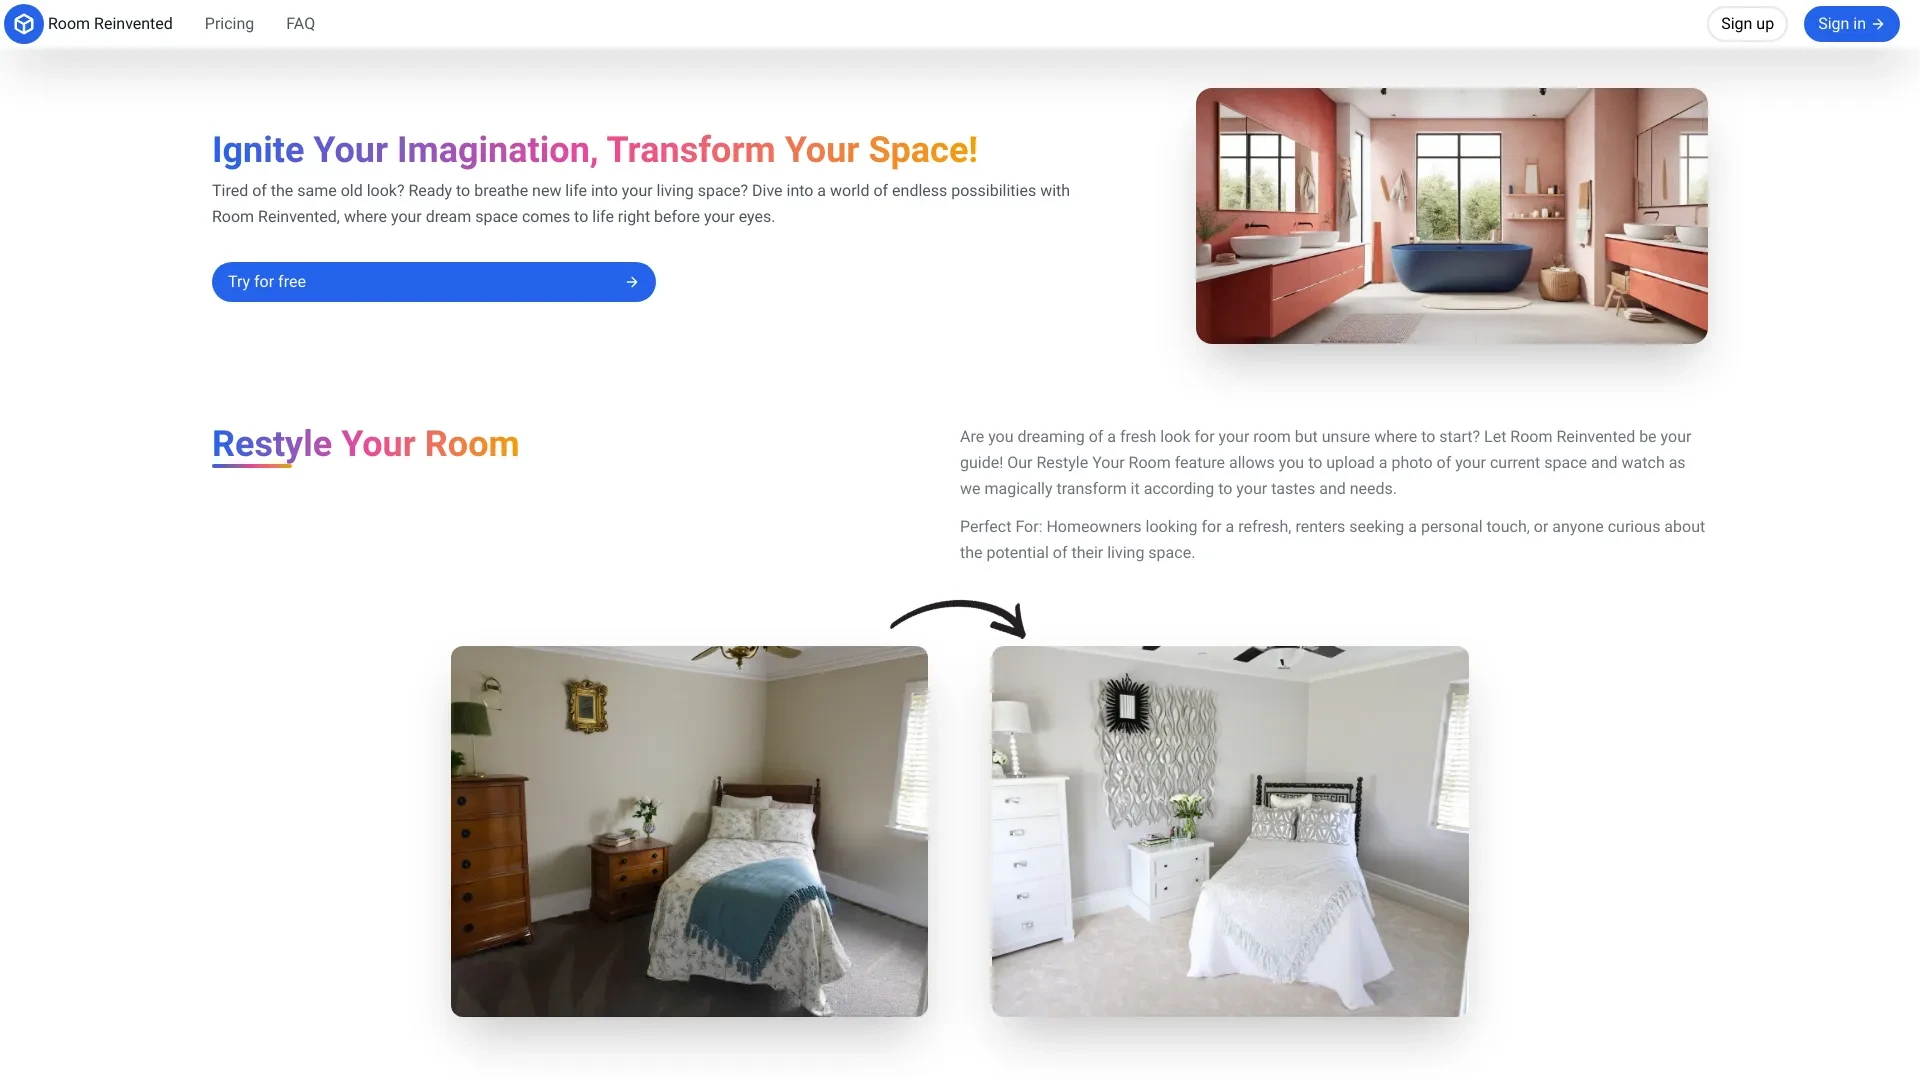 Room Reinvented
Pricing
FAQ
Sign up
Sign in
Ignite Your Imagination, Transform Your Space!
Tired of the same old look? Ready to breathe new life into your living space? Dive into a world of endless possibilities with
Room Reinvented, where your dream space comes to life right before your eyes.
Try for free
Restyle Your Room
Are you dreaming of a fresh look for your room but unsure where to start? Let Room Reinvented be your
guide! Our Restyle Your Room feature allows you to upload a photo of your current space and watch as
we magically transform it according to your tastes and needs.
Perfect For: Homeowners looking for a refresh, renters seeking a personal touch, or anyone curious about
the potential of their living space.